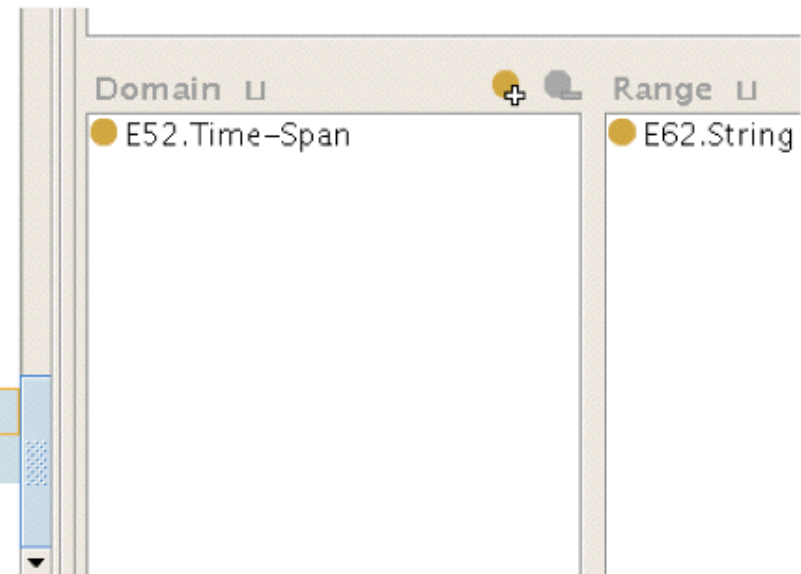 Domain ⊔ Range ⊔
E52.Time–Span E62.String